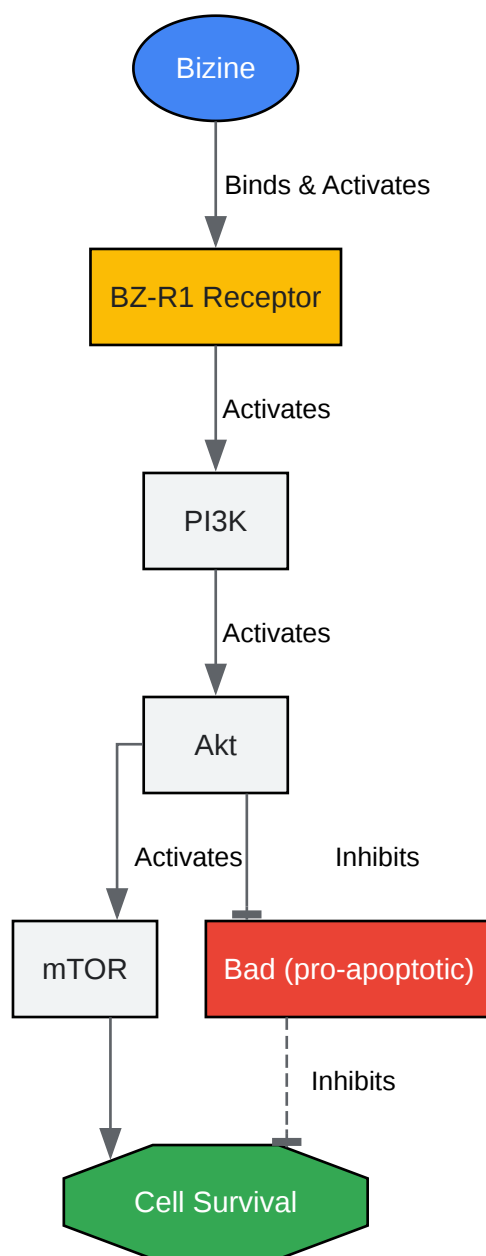 Bizine
Binds & Activates
BZ-R1 Receptor
Activates
PI3K
Activates
Akt
Activates
Inhibits
mTOR
Bad (pro-apoptotic)
Inhibits
Cell Survival